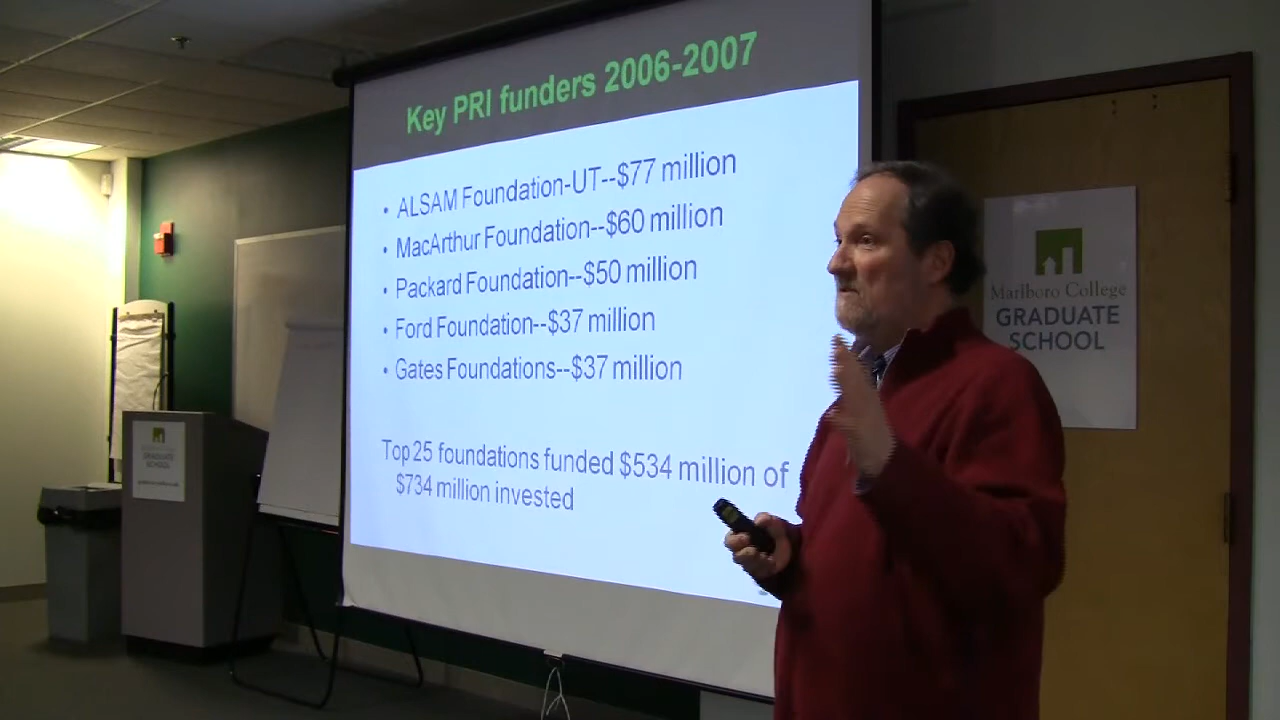 Key PRI funders 2006-2007
• ALSAM Foundation-UT--$77 million
• MacArthur Foundation--$60 million
• Packard Foundation--$50 million
• Ford Foundation--$37 million
• Gates Foundations--$37 million
Top 25 foundations funded $534 million of
$734 million invested
Marlboro College
GRADUATE
SCHOOL
GRADUATE
SCHOOL